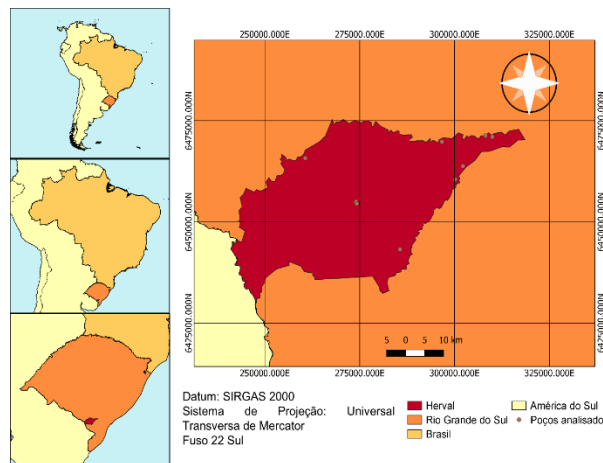 250000.000E 275000.000E 300000.000E 325000.000E
6475000.000N 6475000.000N
6450000.000N 6450000.000N
6425000.000N 6425000.000N
5 0 5 10 km
250000.000E 275000.000E 300000.000E 325000.000E
Datum: SIRGAS 2000
Sistema de Projeção: Universal
Transversa de Mercator
Fuso 22 Sul
Herval
Rio Grande do Sul
Brasil
América do Sul
Poços analisado